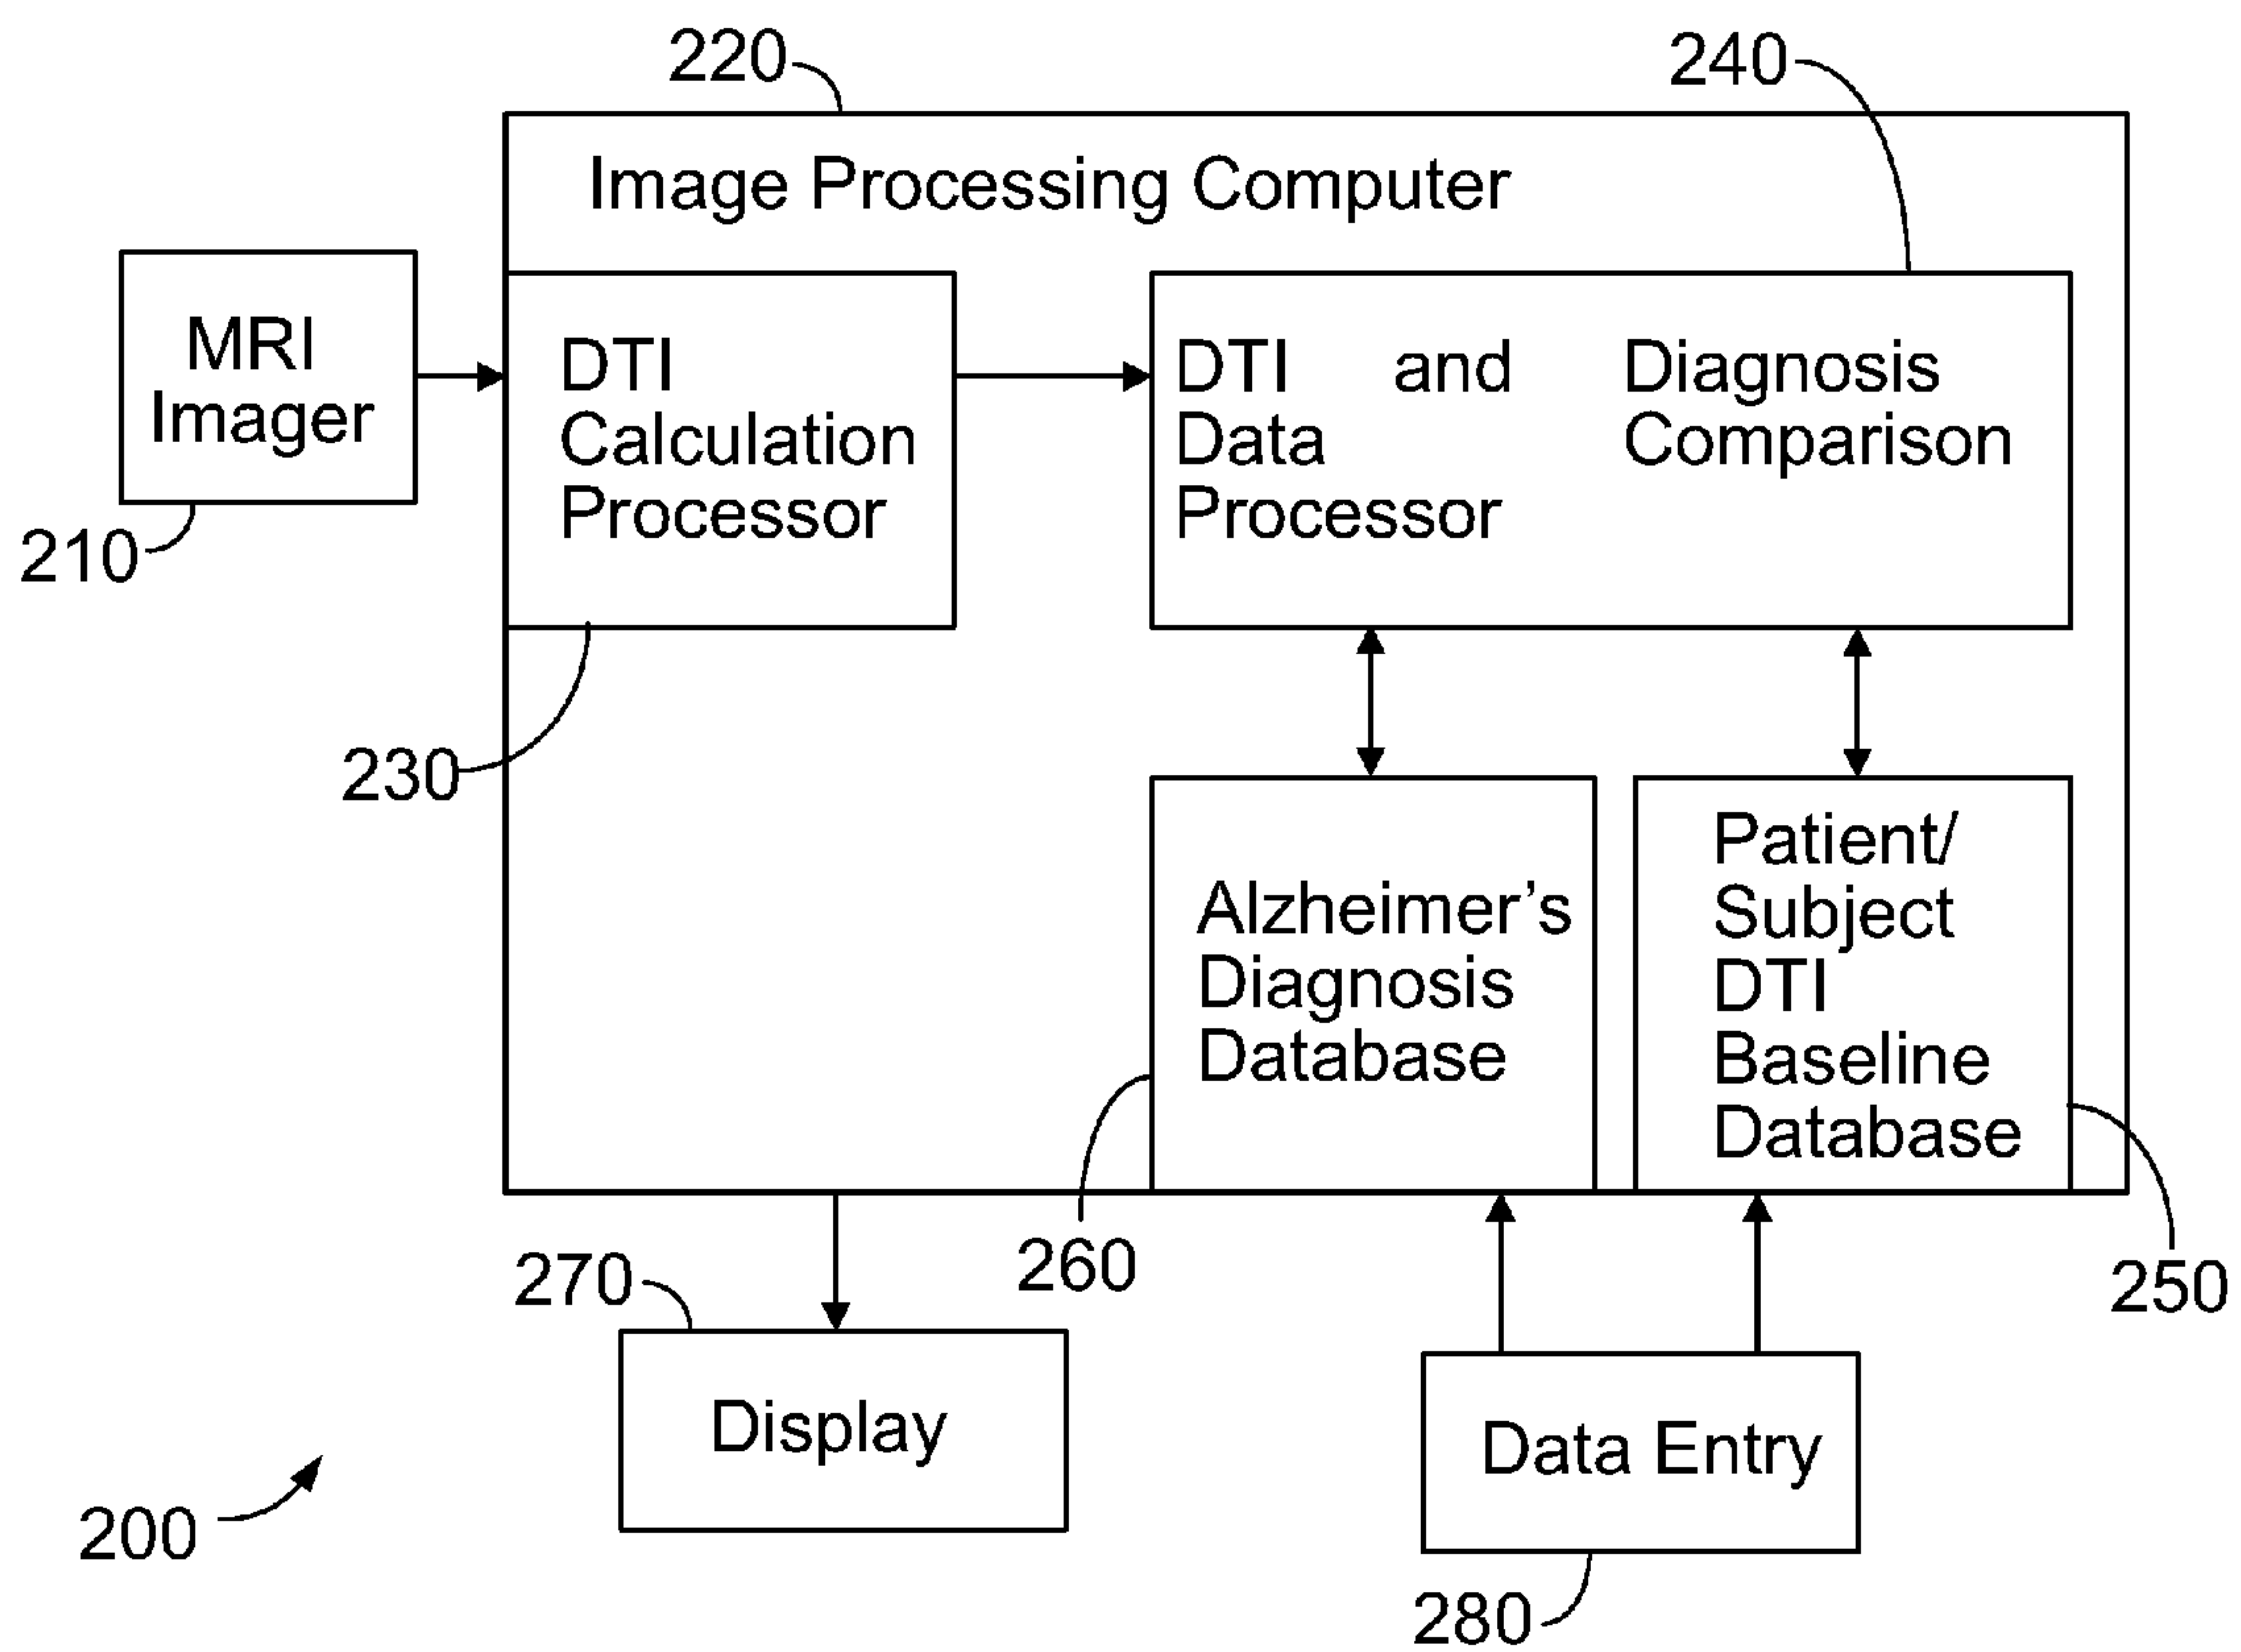 220
240
Image Processing Computer
MRI
Imager
210
DTI
Calculation
Processor
230
DTI and Diagnosis
Data Comparison
Processor
Alzheimer’s
Diagnosis
Database
260
Patient/
Subject
DTI
Baseline
Database
250
270
Display
Data Entry
280
200